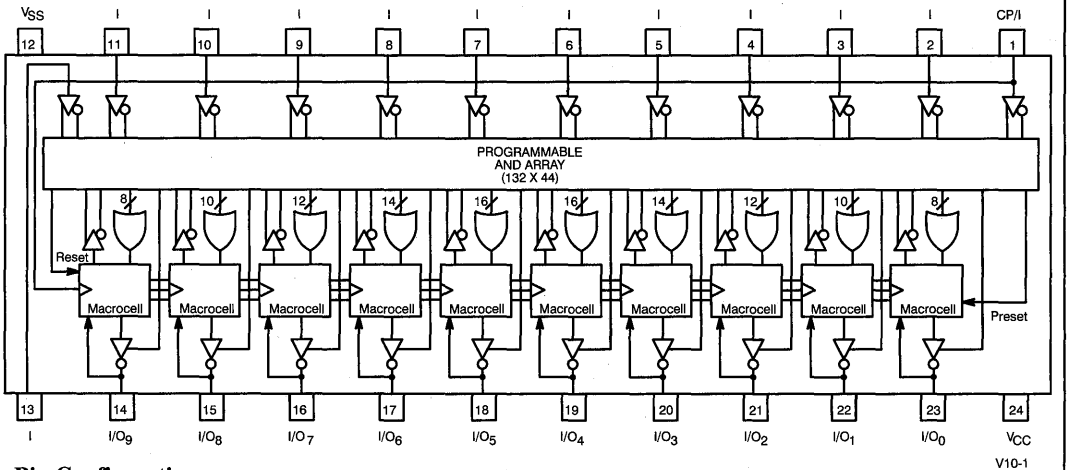 VSS I I I I I I I I I I CP/I
12 11 10 9 8 7 6 5 4 3 2 1
PROGRAMMABLE
AND ARRAY
(132 X 44)
8 10 12 14 16 16 14 12 10 8
Reset
Macrocell Macrocell Macrocell Macrocell Macrocell Macrocell Macrocell Macrocell Macrocell Macrocell
Preset
13 14 15 16 17 18 19 20 21 22 23 24
I I/O9 I/O8 I/O7 I/O6 I/O5 I/O4 I/O3 I/O2 I/O1 I/O0 VCC
V10-1